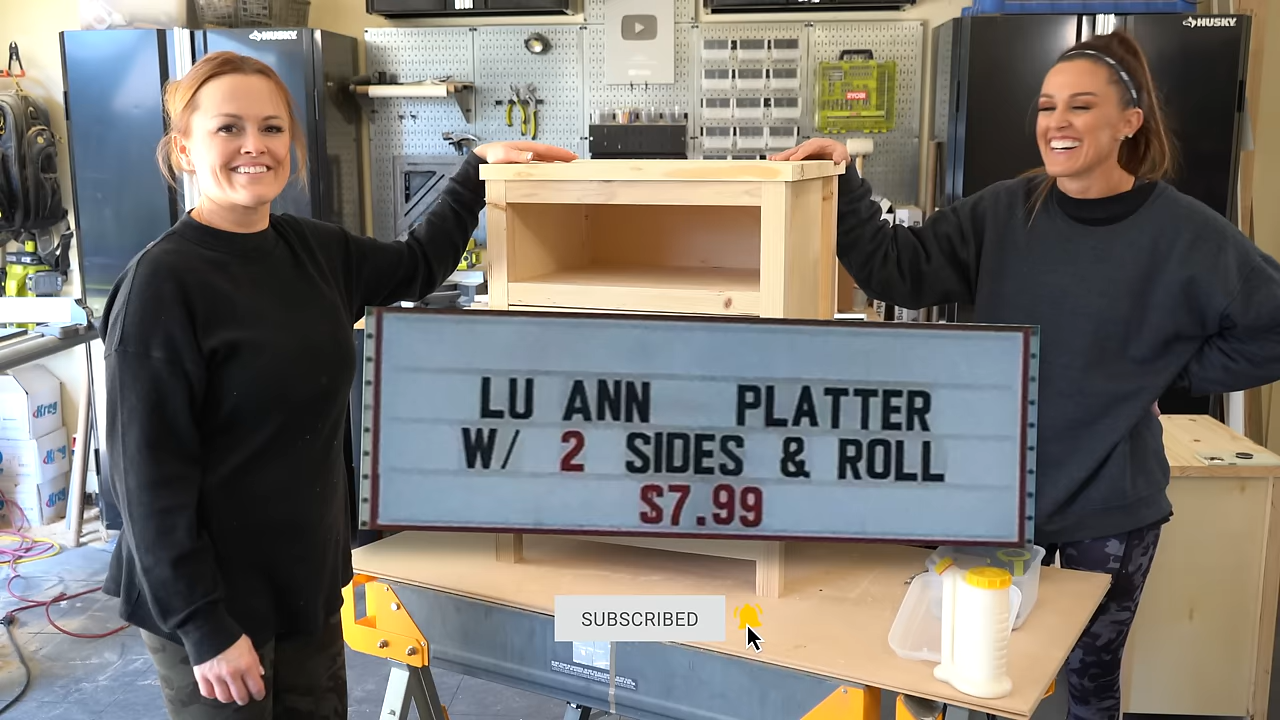 HUSKY
HUSKY
RYOBI
Kreg
Kreg
Kreg
LU ANN PLATTER
W/ 2 SIDES & ROLL
$7.99
SUBSCRIBED